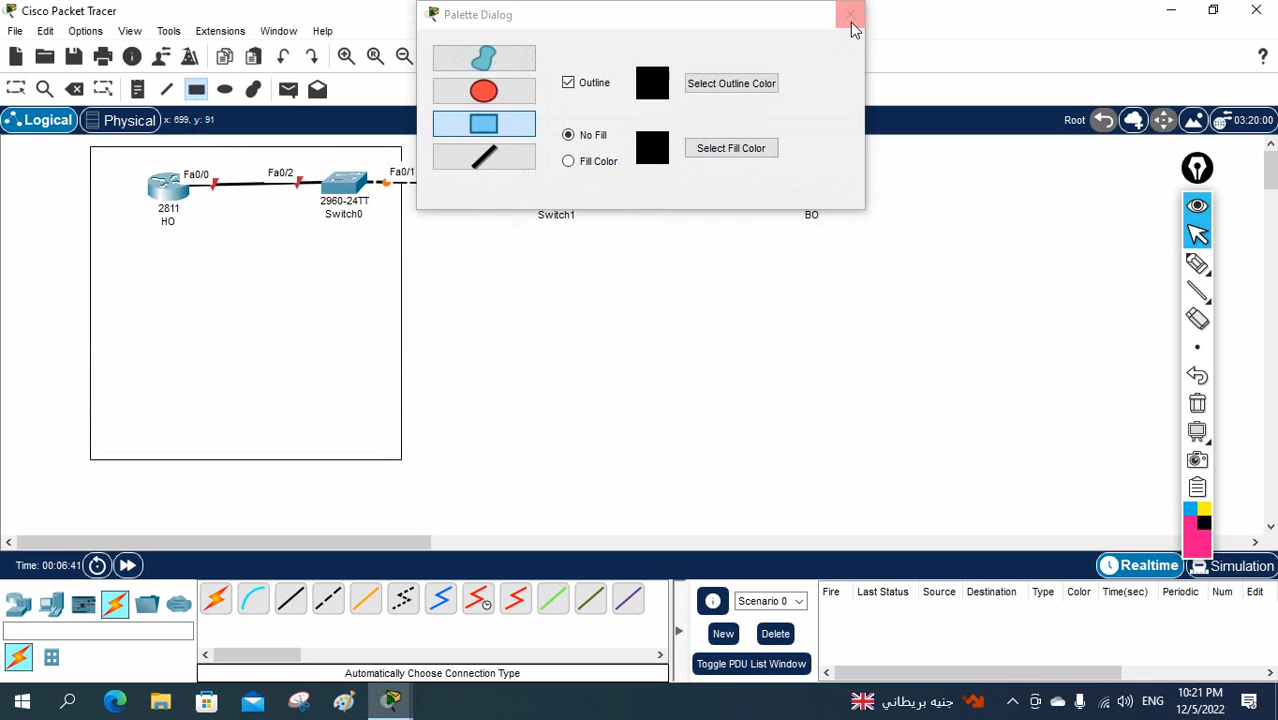 Cisco Packet Tracer
Palette Dialog
File Edit Options View Tools Extensions Window Help
Outline
Select Outline Color
No Fill
Fill Color
Select Fill Color
Logical
Physical
x: 699, y: 91
Root
03:20:00
Fa0/0
Fa0/2
Fa0/1
2811
HO
2960-24TT
Switch0
Switch1
BO
Time: 00:06:41
Realtime
Simulation
Scenario 0
New
Delete
Toggle PDU List Window
Fire Last Status Source Destination Type Color Time(sec) Periodic Num Edit
Automatically Choose Connection Type
جنيه بريطاني
ENG
10:21 PM
12/5/2022